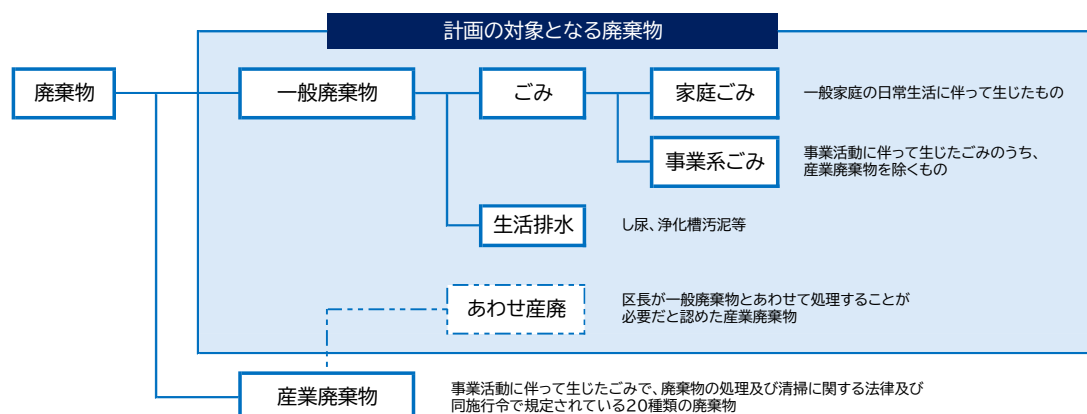 計画の対象となる廃棄物
廃棄物
一般廃棄物
ごみ
家庭ごみ
一般家庭の日常生活に伴って生じたもの
事業系ごみ
事業活動に伴って生じたごみのうち、
産業廃棄物を除くもの
生活排水
し尿、浄化槽汚泥等
あわせ産廃
区長が一般廃棄物とあわせて処理することが
必要だと認めた産業廃棄物
産業廃棄物
事業活動に伴って生じたごみで、廃棄物の処理及び清掃に関する法律及び
同施行令で規定されている20種類の廃棄物